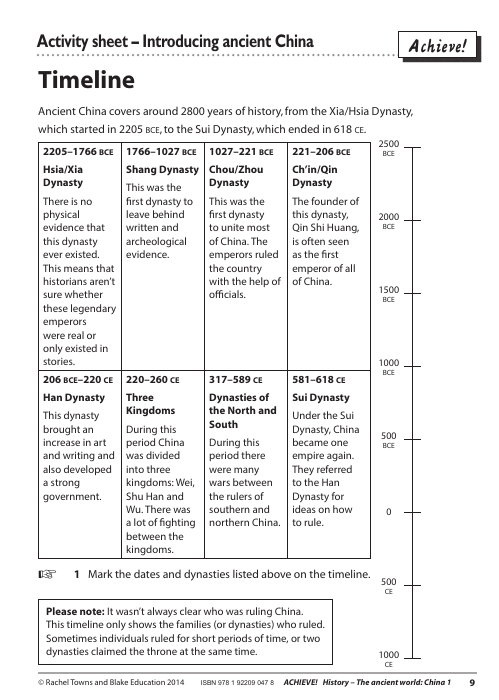 Activity sheet – Introducing ancient China
Achieve!
Timeline
Ancient China covers around 2800 years of history, from the Xia/Hsia Dynasty,
which started in 2205 BCE, to the Sui Dynasty, which ended in 618 CE.
2205–1766 BCE
Hsia/Xia
Dynasty
There is no
physical
evidence that
this dynasty
ever existed.
This means that
historians aren't
sure whether
these legendary
emperors
were real or
only existed in
stories.
1766–1027 BCE
Shang Dynasty
This was the
first dynasty to
leave behind
written and
archeological
evidence.
1027–221 BCE
Chou/Zhou
Dynasty
This was the
first dynasty
to unite most
of China. The
emperors ruled
the country
with the help of
officials.
221–206 BCE
Ch'in/Qin
Dynasty
The founder of
this dynasty,
Qin Shi Huang,
is often seen
as the first
emperor of all
of China.
206 BCE–220 CE
Han Dynasty
This dynasty
brought an
increase in art
and writing and
also developed
a strong
government.
220–260 CE
Three
Kingdoms
During this
period China
was divided
into three
kingdoms: Wei,
Shu Han and
Wu. There was
a lot of fighting
between the
kingdoms.
317–589 CE
Dynasties of
the North and
South
During this
period there
were many
wars between
the rulers of
southern and
northern China.
581–618 CE
Sui Dynasty
Under the Sui
Dynasty, China
became one
empire again.
They referred
to the Han
Dynasty for
ideas on how
to rule.
2500
BCE
2000
BCE
1500
BCE
1000
BCE
500
BCE
0
500
CE
1000
CE
1 Mark the dates and dynasties listed above on the timeline.
Please note: It wasn't always clear who was ruling China.
This timeline only shows the families (or dynasties) who ruled.
Sometimes individuals ruled for short periods of time, or two
dynasties claimed the throne at the same time.
© Rachel Towns and Blake Education 2014 ISBN 978 1 92209 047 8 ACHIEVE! History – The ancient world: China 1 9